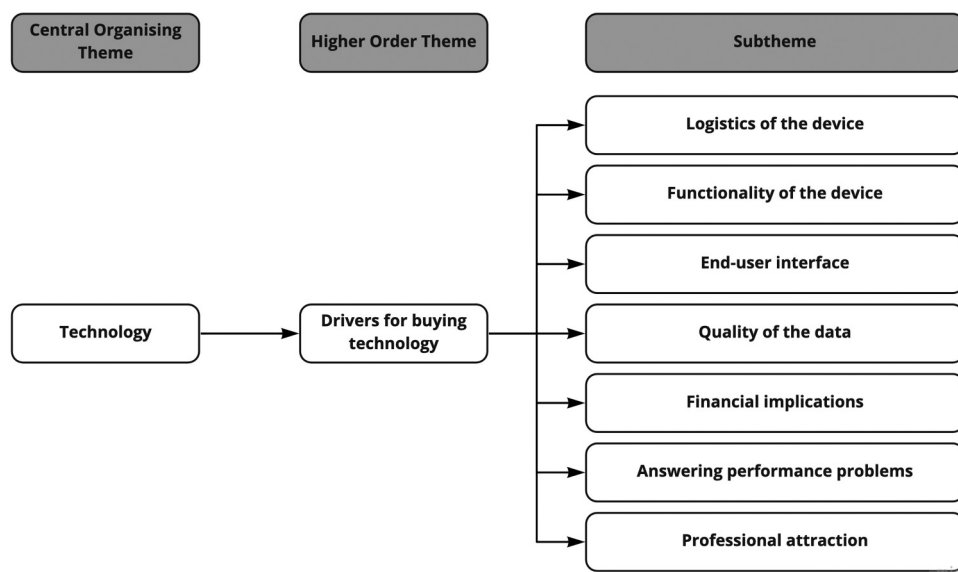 Central Organising
Theme
Higher Order Theme
Subtheme
Logistics of the device
Functionality of the device
End-user interface
Technology
Drivers for buying
technology
Quality of the data
Financial implications
Answering performance problems
Professional attraction